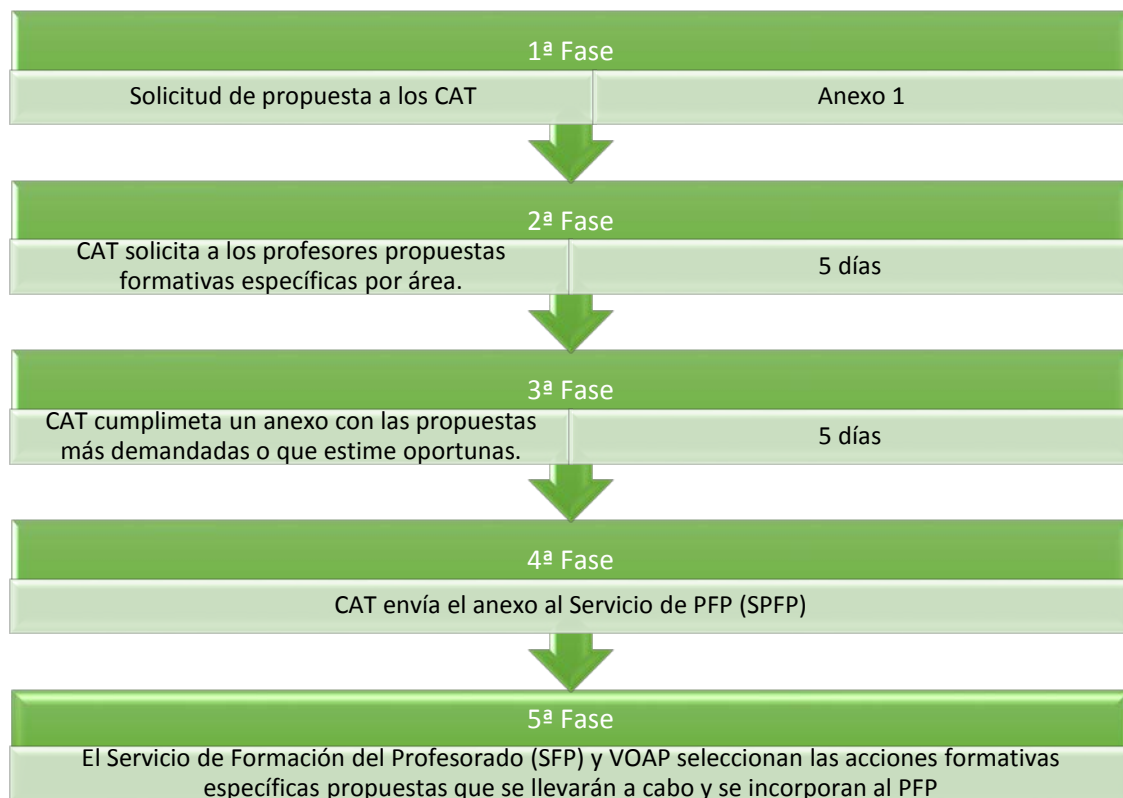 1ª Fase
Solicitud de propuesta a los CAT
Anexo 1
2ª Fase
CAT solicita a los profesores propuestas
formativas específicas por área.
5 días
3ª Fase
CAT cumplimeta un anexo con las propuestas
más demandadas o que estime oportunas.
5 días
4ª Fase
CAT envía el anexo al Servicio de PFP (SPFP)
5ª Fase
El Servicio de Formación del Profesorado (SFP) y VOAP seleccionan las acciones formativas
específicas propuestas que se llevarán a cabo y se incorporan al PFP